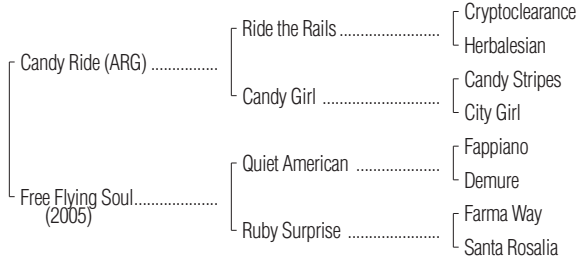 Cryptoclearance
Ride the Rails ....................
Herbalesian
Candy Ride (ARG) .............
Candy Stripes
Candy Girl .......................
City Girl
Fappiano
Quiet American ................
Demure
Free Flying Soul................
(2005)
Farma Way
Ruby Surprise ..................
Santa Rosalia